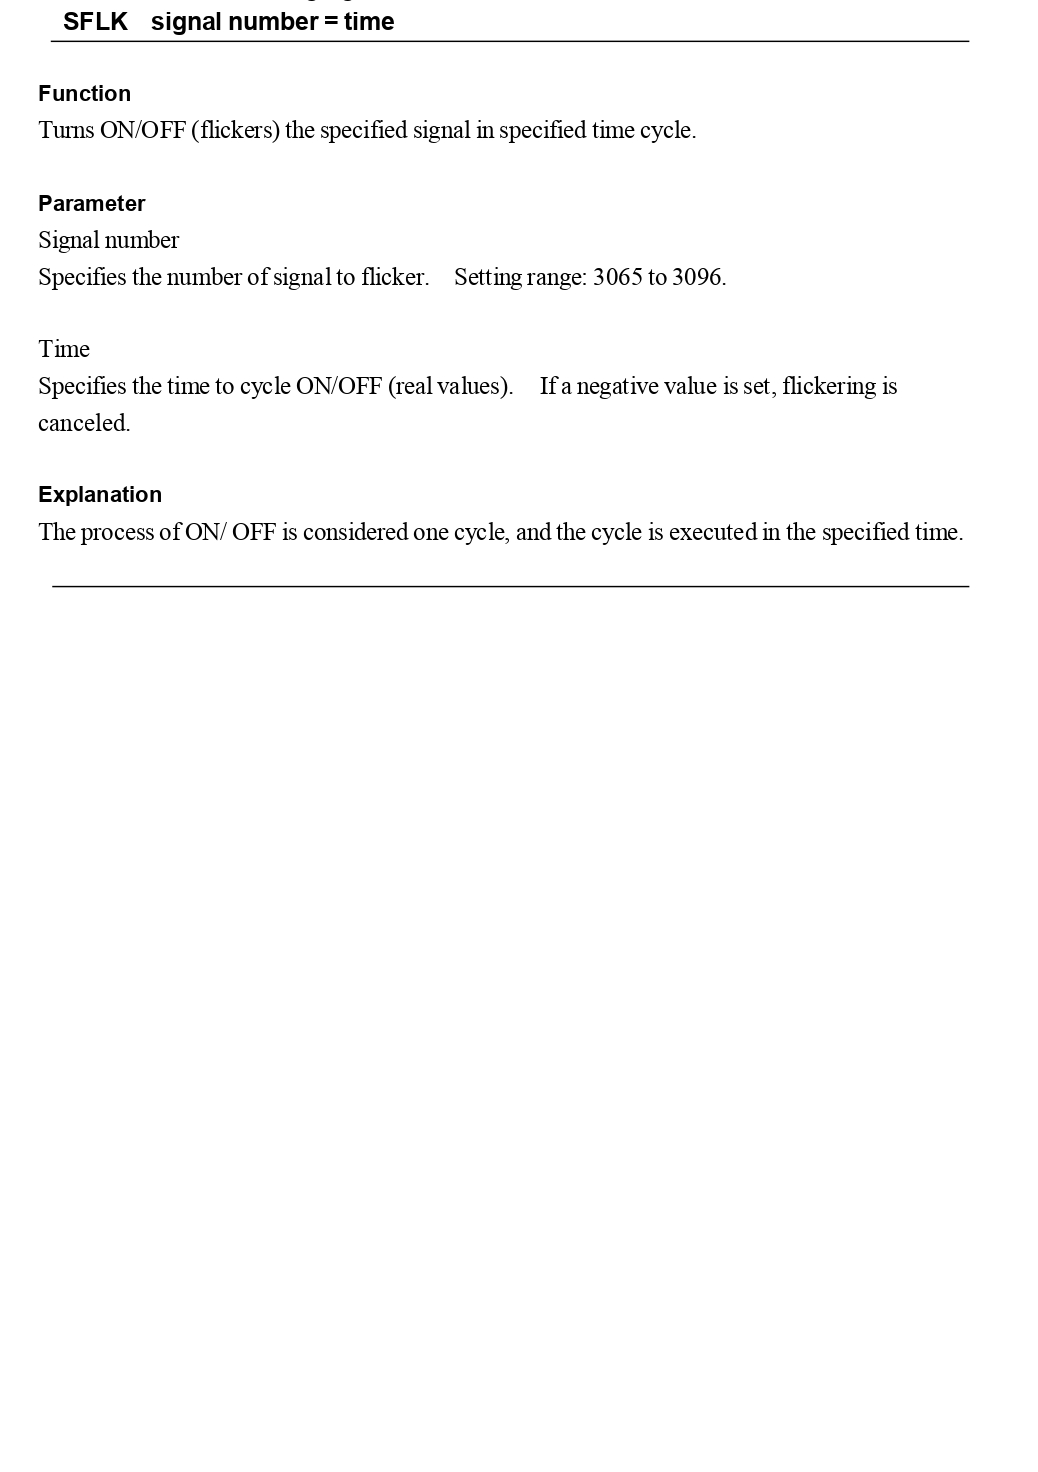 SFLK signal number = time
Function
Turns ON/OFF (flickers) the specified signal in specified time cycle.
Parameter
Signal number
Specifies the number of signal to flicker. Setting range: 3065 to 3096.
Time
Specifies the time to cycle ON/OFF (real values). If a negative value is set, flickering is
canceled.
Explanation
The process of ON/ OFF is considered one cycle, and the cycle is executed in the specified time.